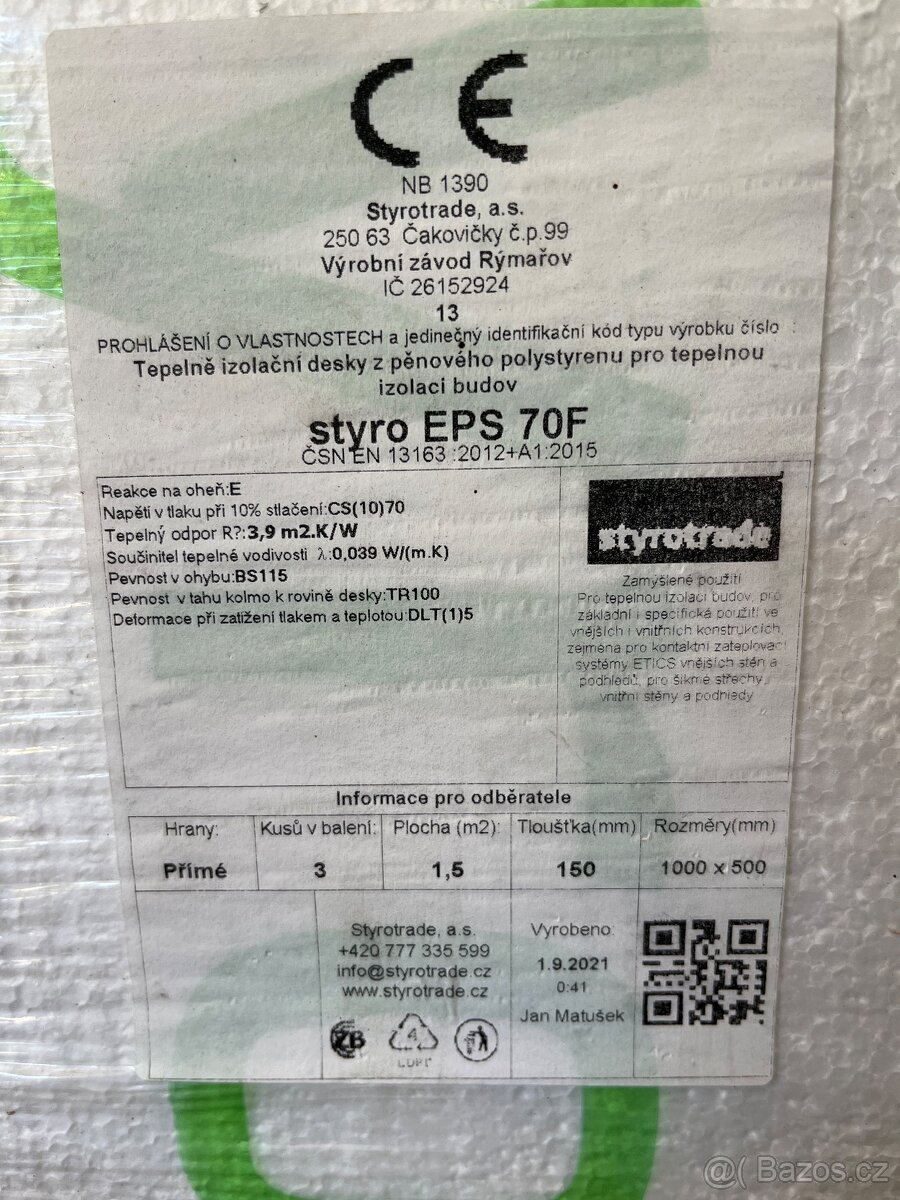 CE
NB 1390
Styrotrade, a.s.
250 63 Čakovičky č.p.99
Výrobní závod Rýmařov
IČ 26152924
13
PROHLÁŠENÍ O VLASTNOSTECH a jedinečný identifikační kód typu výrobku číslo :
Tepelně izolační desky z pěnového polystyrenu pro tepelnou
izolaci budov
styro EPS 70F
ČSN EN 13163 :2012+A1:2015
Reakce na oheň:E
Napětí v tlaku při 10% stlačení:CS(10)70
Tepelný odpor R?:3,9 m2.K/W
Součinitel tepelné vodivosti λ:0,039 W/(m.K)
Pevnost v ohybu:BS115
Pevnost v tahu kolmo k rovině desky:TR100
Deformace při zatížení tlakem a teplotou:DLT(1)5
styrotrade
Zamýšlené použití
Pro tepelnou izolaci budov, pro
základní i specifická použití ve
vnějších i vnitřních konstrukcích,
zejména pro kontaktní zateplovací
systémy ETICS vnějších stěn a
podhledů, pro šikmé střechy,
vnitřní stěny a podhledy
Informace pro odběratele
Hrany: Kusů v balení: Plocha (m2): Tloušťka(mm) Rozměry(mm)
Přímé 3 1,5 150 1000 x 500
Styrotrade, a.s.
+420 777 335 599
info@styrotrade.cz
www.styrotrade.cz
Vyrobeno:
1.9.2021
0:41
Jan Matušek
ZB
4
LDPE
@( Bazos.cz